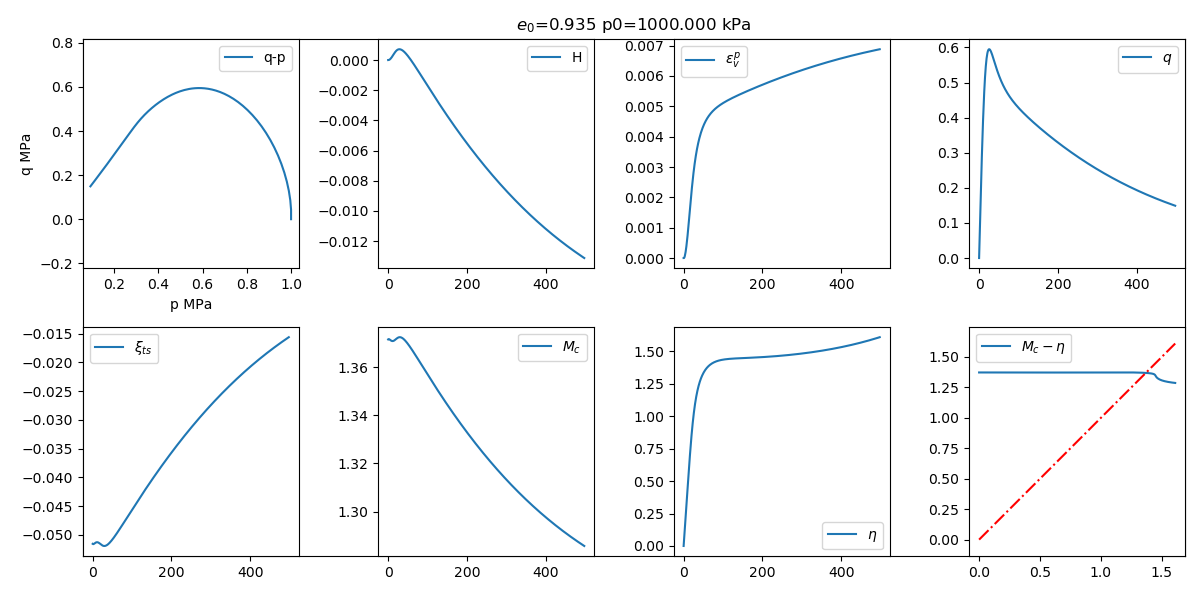 e₀=0.935 p0=1000.000 kPa
0.8
0.6
0.4
0.2
0.0
−0.2
q MPa
q-p
0.2 0.4 0.6 0.8 1.0
p MPa
0.000
−0.002
−0.004
−0.006
−0.008
−0.010
−0.012
H
0 200 400
0.007
0.006
0.005
0.004
0.003
0.002
0.001
0.000
εᵥᵖ
0 200 400
0.6
0.5
0.4
0.3
0.2
0.1
0.0
q
0 200 400
−0.015
−0.020
−0.025
−0.030
−0.035
−0.040
−0.045
−0.050
ξₜₛ
0 200 400
1.36
1.34
1.32
1.30
M_c
0 200 400
1.50
1.25
1.00
0.75
0.50
0.25
0.00
η
0 200 400
1.50
1.25
1.00
0.75
0.50
0.25
0.00
M_c − η
0.0 0.5 1.0 1.5